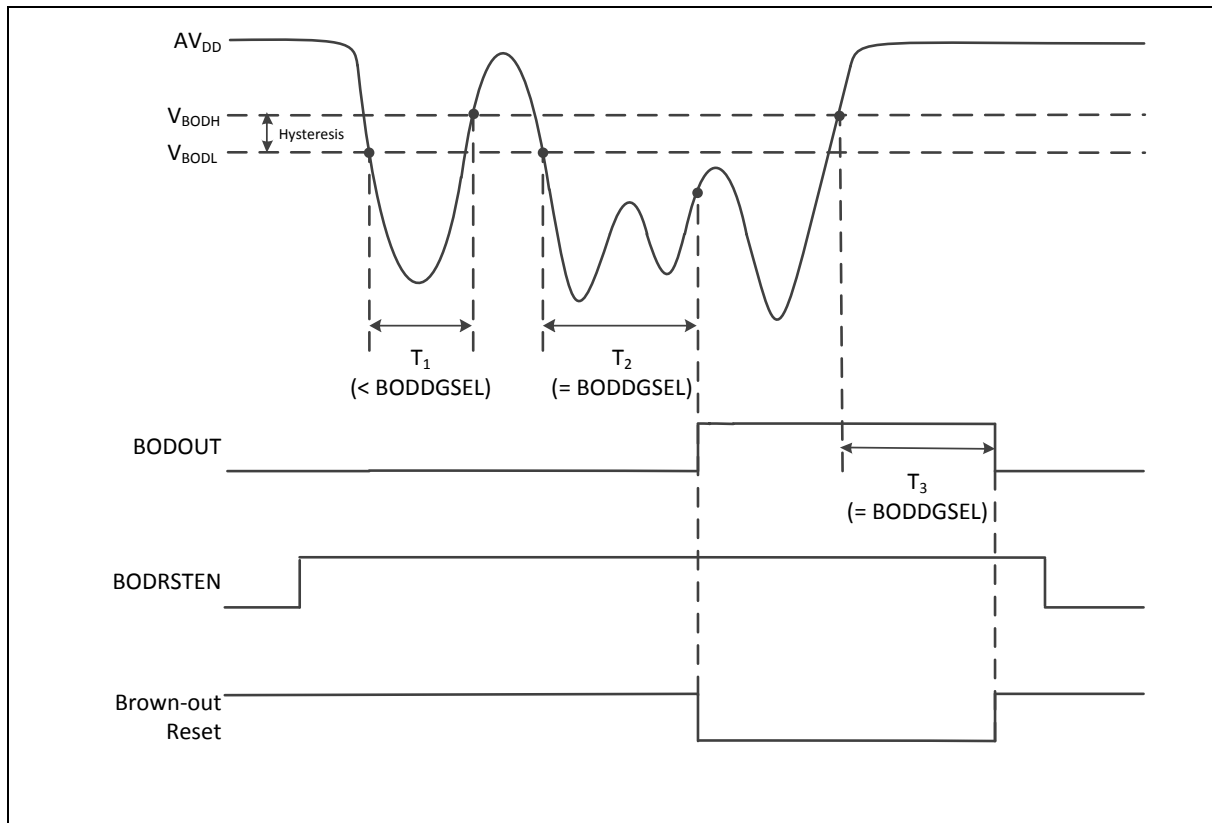 AVDD
VBODH
Hysteresis
VBODL
T1
(< BODDGSEL)
T2
(= BODDGSEL)
BODOUT
T3
(= BODDGSEL)
BODRSTEN
Brown-out
Reset